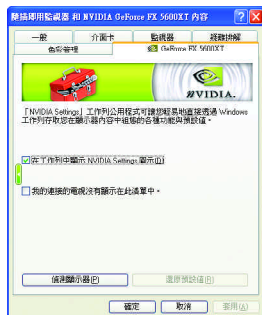 隨插即用監視器 和 NVIDIA GeForce FX 5600XT 內容
一般
介面卡
監視器
疑難排解
色彩管理
GeForce FX 5600XT
NVIDIA.
「NVIDIA Settings」工作列公用程式可讓您輕易地直接透過 Windows
工作列存取您在顯示器內容中組態的各種功能與預設值。
在工作列中顯示 NVIDIA Settings 圖示(D)
我的連接的電視沒有顯示在此清單中。
偵測顯示器(P)
還原預設值(R)
確定
取消
套用(A)